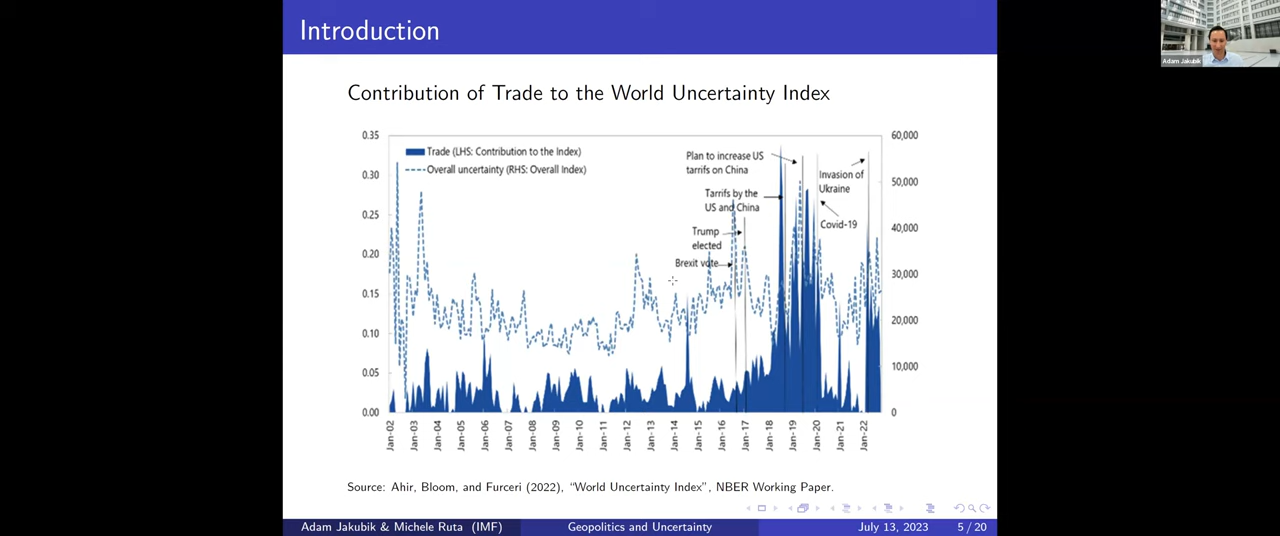 Introduction
Adam Jakubik
Contribution of Trade to the World Uncertainty Index
0.35
0.30
0.25
0.20
0.15
0.10
0.05
0.00
60,000
50,000
40,000
30,000
20,000
10,000
0
Trade (LHS: Contribution to the Index)
Overall uncertainty (RHS: Overall Index)
Plan to increase US
tarrifs on China
Tarrifs by the
US and China
Trump
elected
Brexit vote
Invasion of
Ukraine
Covid-19
Jan-02
Jan-03
Jan-04
Jan-05
Jan-06
Jan-07
Jan-08
Jan-09
Jan-10
Jan-11
Jan-12
Jan-13
Jan-14
Jan-15
Jan-16
Jan-17
Jan-18
Jan-19
Jan-20
Jan-21
Jan-22
Source: Ahir, Bloom, and Furceri (2022), "World Uncertainty Index", NBER Working Paper.
Adam Jakubik & Michele Ruta (IMF) Geopolitics and Uncertainty July 13, 2023 5 / 20